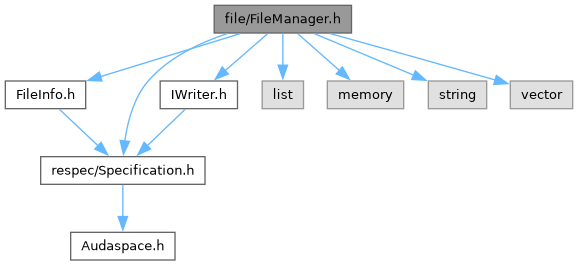 file/FileManager.h
FileInfo.h
IWriter.h
list
memory
string
vector
respec/Specification.h
Audaspace.h